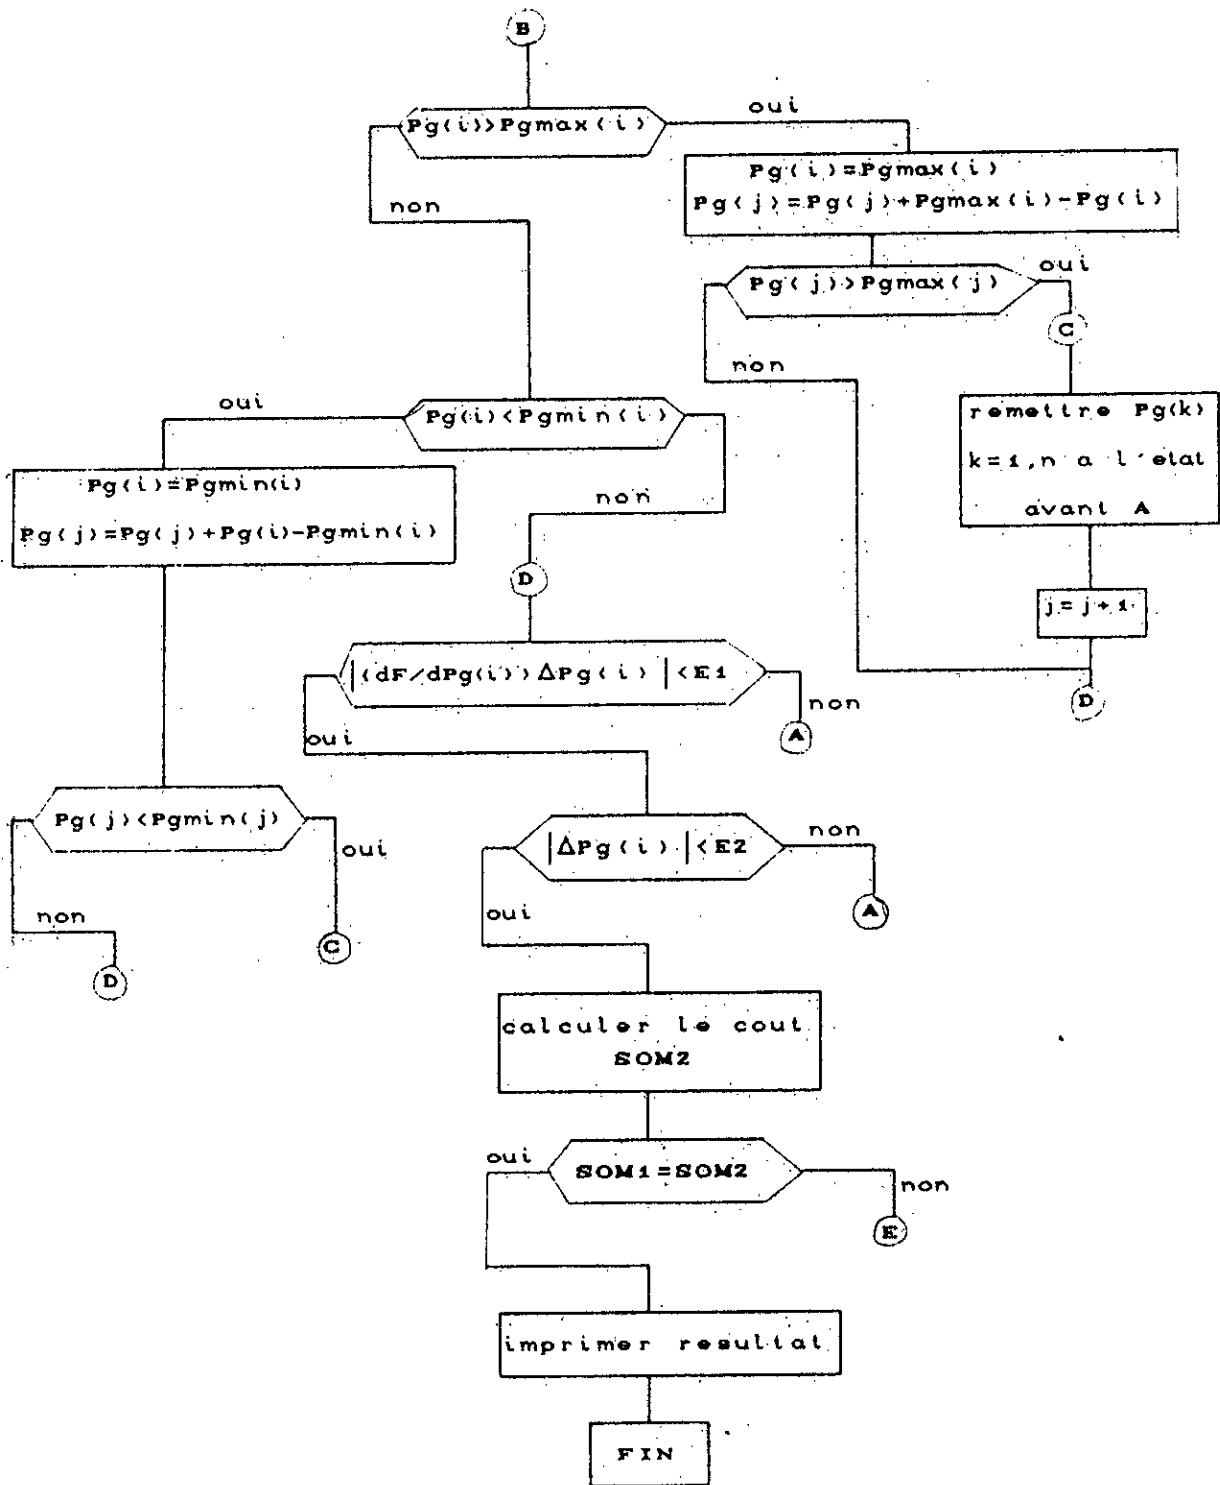 B
Pg(i)>Pgmax(i)
oui
non
Pg(i)=Pgmax(i)
Pg(j)=Pg(j)+Pgmax(i)-Pg(i)
Pg(j)>Pgmax(j)
oui
non
C
remettre Pg(k)
k=1,n a l'etat
avant A
j=j+1
D
Pg(i)<Pgmin(i)
oui
non
Pg(i)=Pgmin(i)
Pg(j)=Pg(j)+Pg(i)-Pgmin(i)
D
|(dF/dPg(i))ΔPg(i)|<E1
non
A
oui
Pg(j)<Pgmin(j)
oui
non
C
D
|ΔPg(i)|<E2
non
A
oui
calculer le cout
SOM2
SOM1=SOM2
oui
non
E
imprimer resultat
FIN